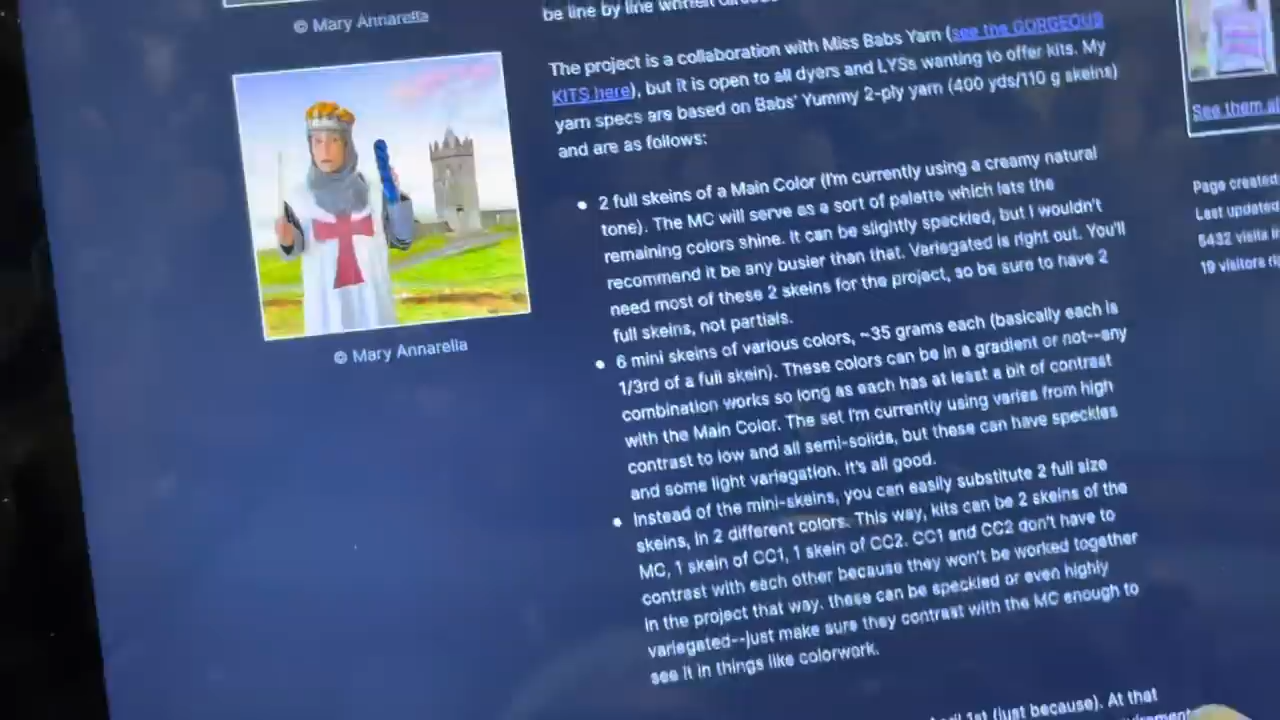 © Mary Annarella
© Mary Annarella
be line by line written
The project is a collaboration with Miss Babs Yarn (see the GORGEOUS
KITS here), but it is open to all dyers and LYSs wanting to offer kits. My
yarn specs are based on Babs' Yummy 2-ply yarn (400 yds/110 g skeins)
and are as follows:
• 2 full skeins of a Main Color (I'm currently using a creamy natural
tone). The MC will serve as a sort of palette which lets the
remaining colors shine. It can be slightly speckled, but I wouldn't
recommend it be any busier than that. Variegated is right out. You'll
need most of these 2 skeins for the project, so be sure to have 2
full skeins, not partials.
• 6 mini skeins of various colors, ~35 grams each (basically each is
1/3rd of a full skein). These colors can be in a gradient or not--any
combination works so long as each has at least a bit of contrast
with the Main Color. The set I'm currently using varies from high
contrast to low and all semi-solids, but these can have speckles
and some light variegation. It's all good.
• Instead of the mini-skeins, you can easily substitute 2 full size
skeins, in 2 different colors. This way, kits can be 2 skeins of the
MC, 1 skein of CC1, 1 skein of CC2. CC1 and CC2 don't have to
contrast with each other because they won't be worked together
in the project that way. these can be speckled or even highly
variegated--just make sure they contrast with the MC enough to
see it in things like colorwork.
1st (just because). At that
See them
Page created
Last updated
6432 visits
19 visitors